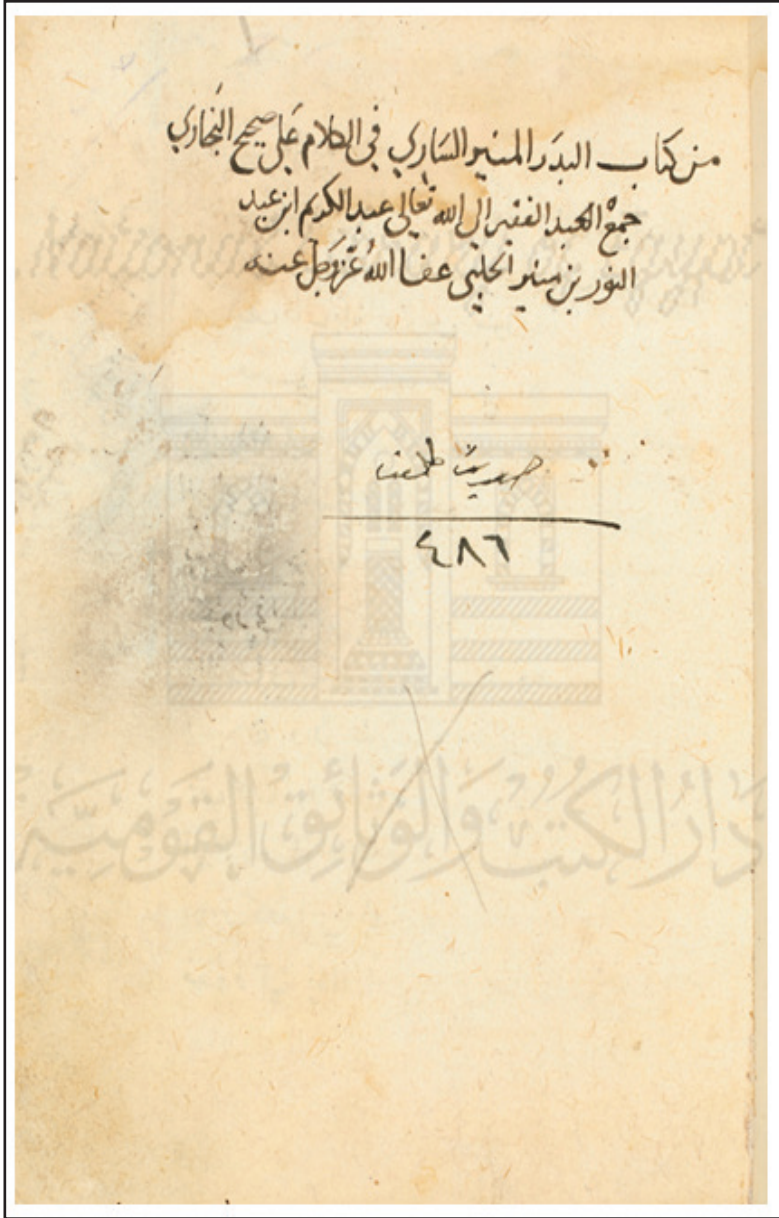 من كتاب البدر المنير الساري في الكلام على صحيح البخاري
جمع العبد الفقير الى الله تعالى عبد الكريم ابن عبد
النور بن منير الحلبي عفا الله عز وجل عنه
حديث طلعت
٤٨٦
دار الكتب والوثائق القومية